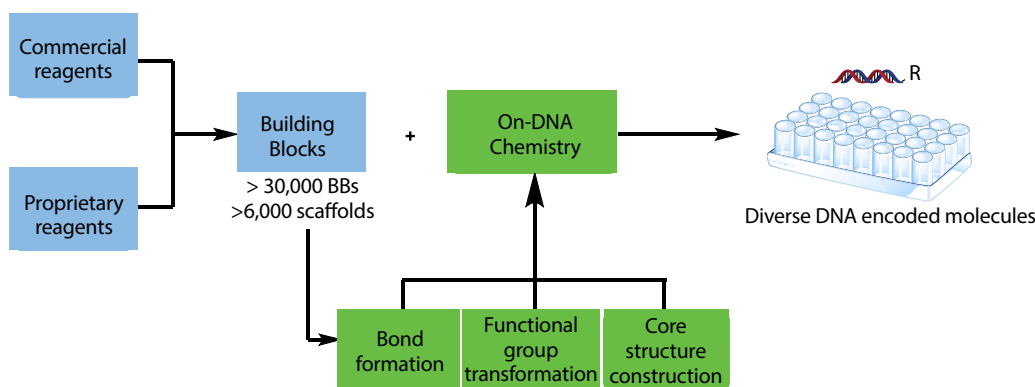 Commercial
reagents
Proprietary
reagents
Building
Blocks
> 30,000 BBs
>6,000 scaffolds
+
On-DNA
Chemistry
R
Diverse DNA encoded molecules
Bond
formation
Functional
group
transformation
Core
structure
construction